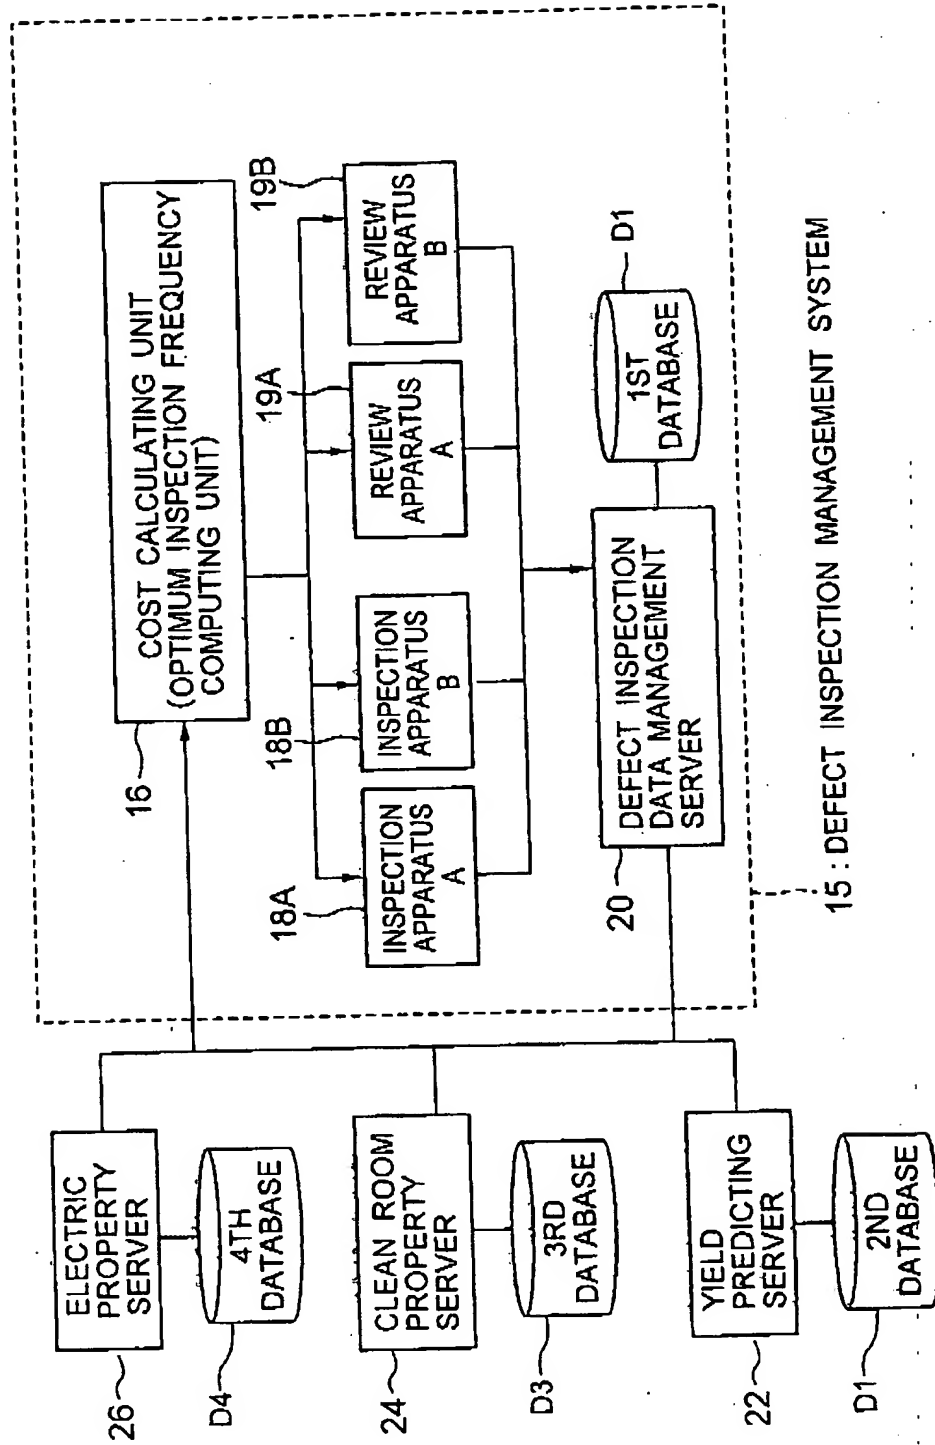 26
ELECTRIC
PROPERTY
SERVER
D4
4TH
DATABASE
24
CLEAN ROOM
PROPERTY
SERVER
D3
3RD
DATABASE
22
YIELD
PREDICTING
SERVER
D1
2ND
DATABASE
16
COST CALCULATING UNIT
(OPTIMUM INSPECTION FREQUENCY
COMPUTING UNIT)
18A
INSPECTION
APPARATUS
A
18B
INSPECTION
APPARATUS
B
19A
REVIEW
APPARATUS
A
19B
REVIEW
APPARATUS
B
20
DEFECT INSPECTION
DATA MANAGEMENT
SERVER
D1
1ST
DATABASE
15 : DEFECT INSPECTION MANAGEMENT SYSTEM